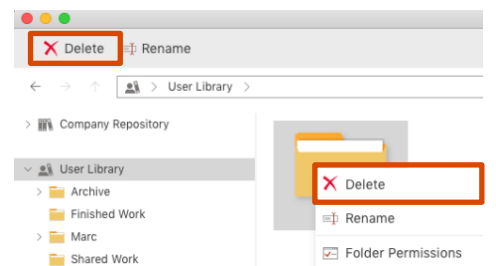 Delete Rename
User Library
Company Repository
User Library
Archive
Finished Work
Marc
Shared Work
Delete
Rename
Folder Permissions